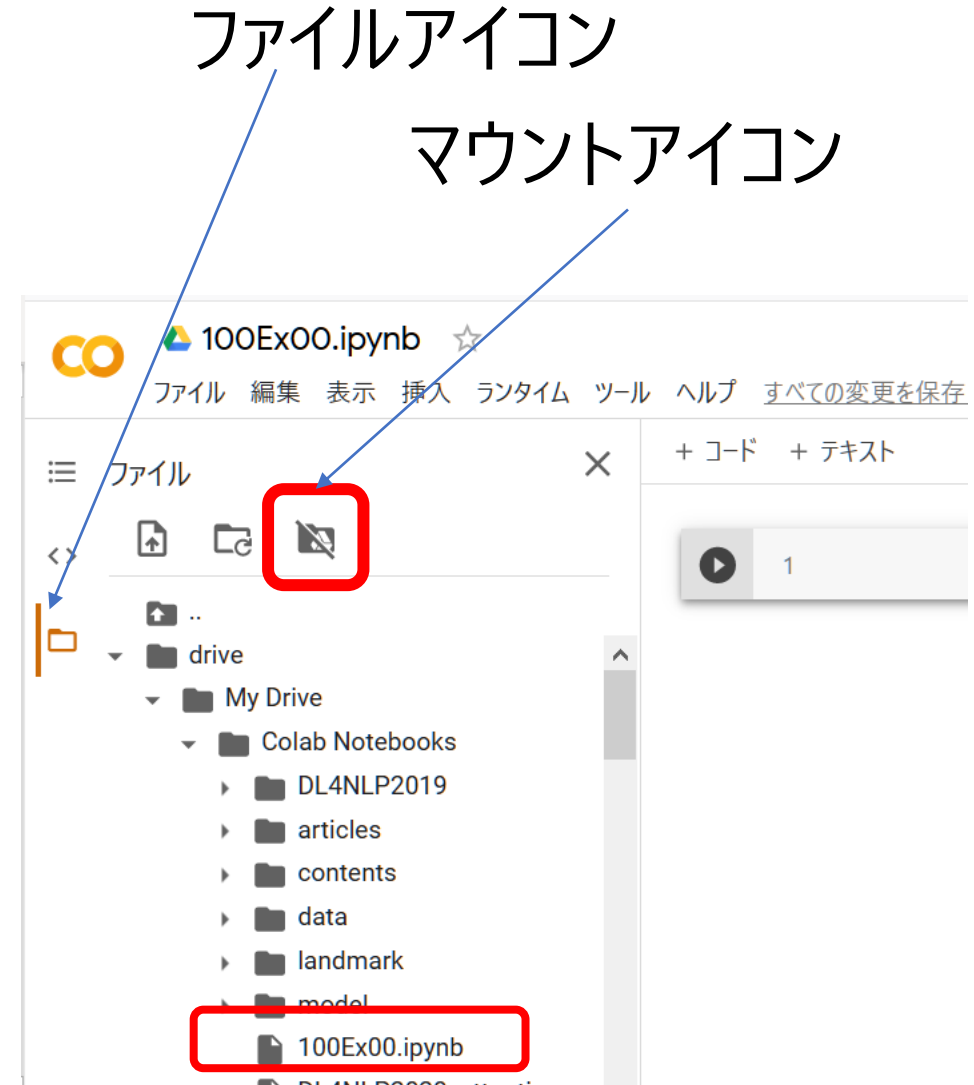 ファイルアイコン
マウントアイコン
100Ex00.ipynb
ファイル 編集 表示 挿入 ランタイム ツール ヘルプ すべての変更を保存
ファイル
+ コード + テキスト
1
..
drive
My Drive
Colab Notebooks
DL4NLP2019
articles
contents
data
landmark
model
100Ex00.ipynb